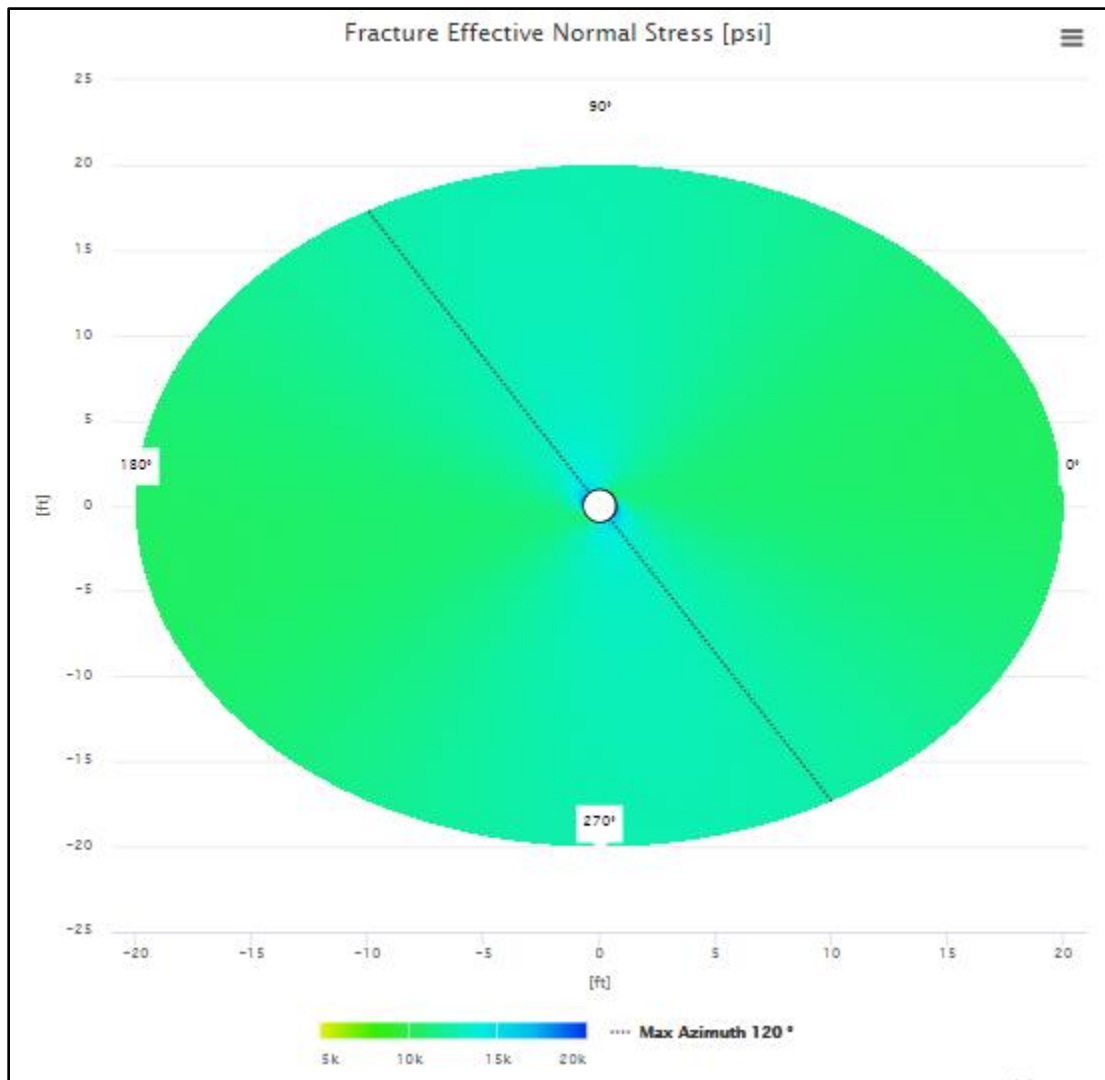 Fracture Effective Normal Stress [psi]
25
90°
20
15
10
5
180°
0°
0
[ft]
-5
-10
-15
270°
-20
-25
-20 -15 -10 -5 0 5 10 15 20
[ft]
Max Azimuth 120 °
5k 10k 15k 20k